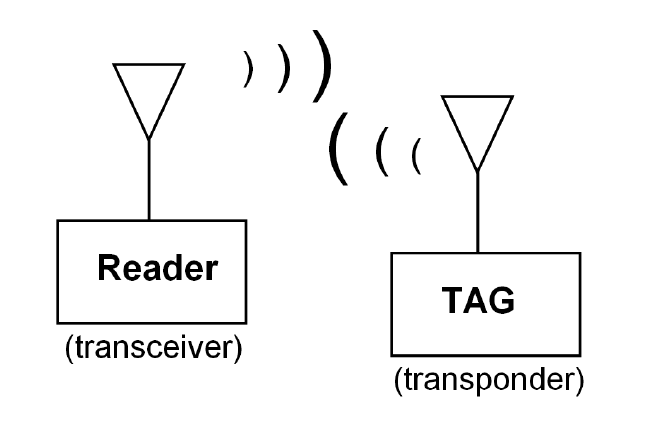 Reader
(transceiver)
TAG
(transponder)